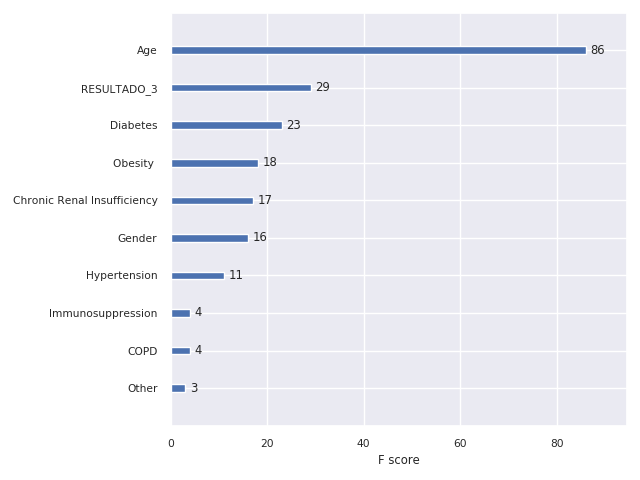 Age 86
RESULTADO_3 29
Diabetes 23
Obesity 18
Chronic Renal Insufficiency 17
Gender 16
Hypertension 11
Immunosuppression 4
COPD 4
Other 3
0 20 40 60 80
F score